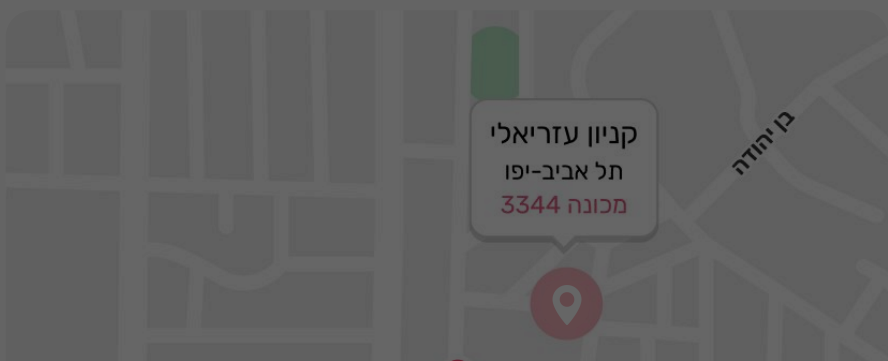 קניון עזריאלי
תל אביב-יפו
מכונה 3344
בן יהודה